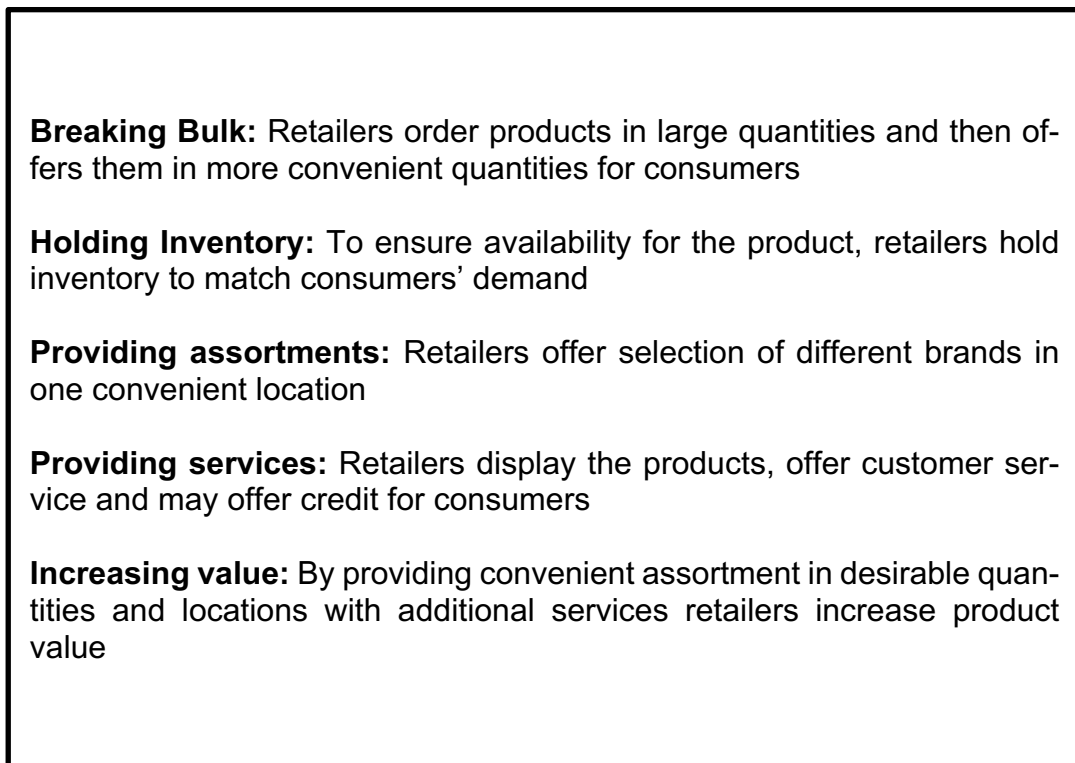 Breaking Bulk: Retailers order products in large quantities and then of-
fers them in more convenient quantities for consumers
Holding Inventory: To ensure availability for the product, retailers hold
inventory to match consumers’ demand
Providing assortments: Retailers offer selection of different brands in
one convenient location
Providing services: Retailers display the products, offer customer ser-
vice and may offer credit for consumers
Increasing value: By providing convenient assortment in desirable quan-
tities and locations with additional services retailers increase product
value